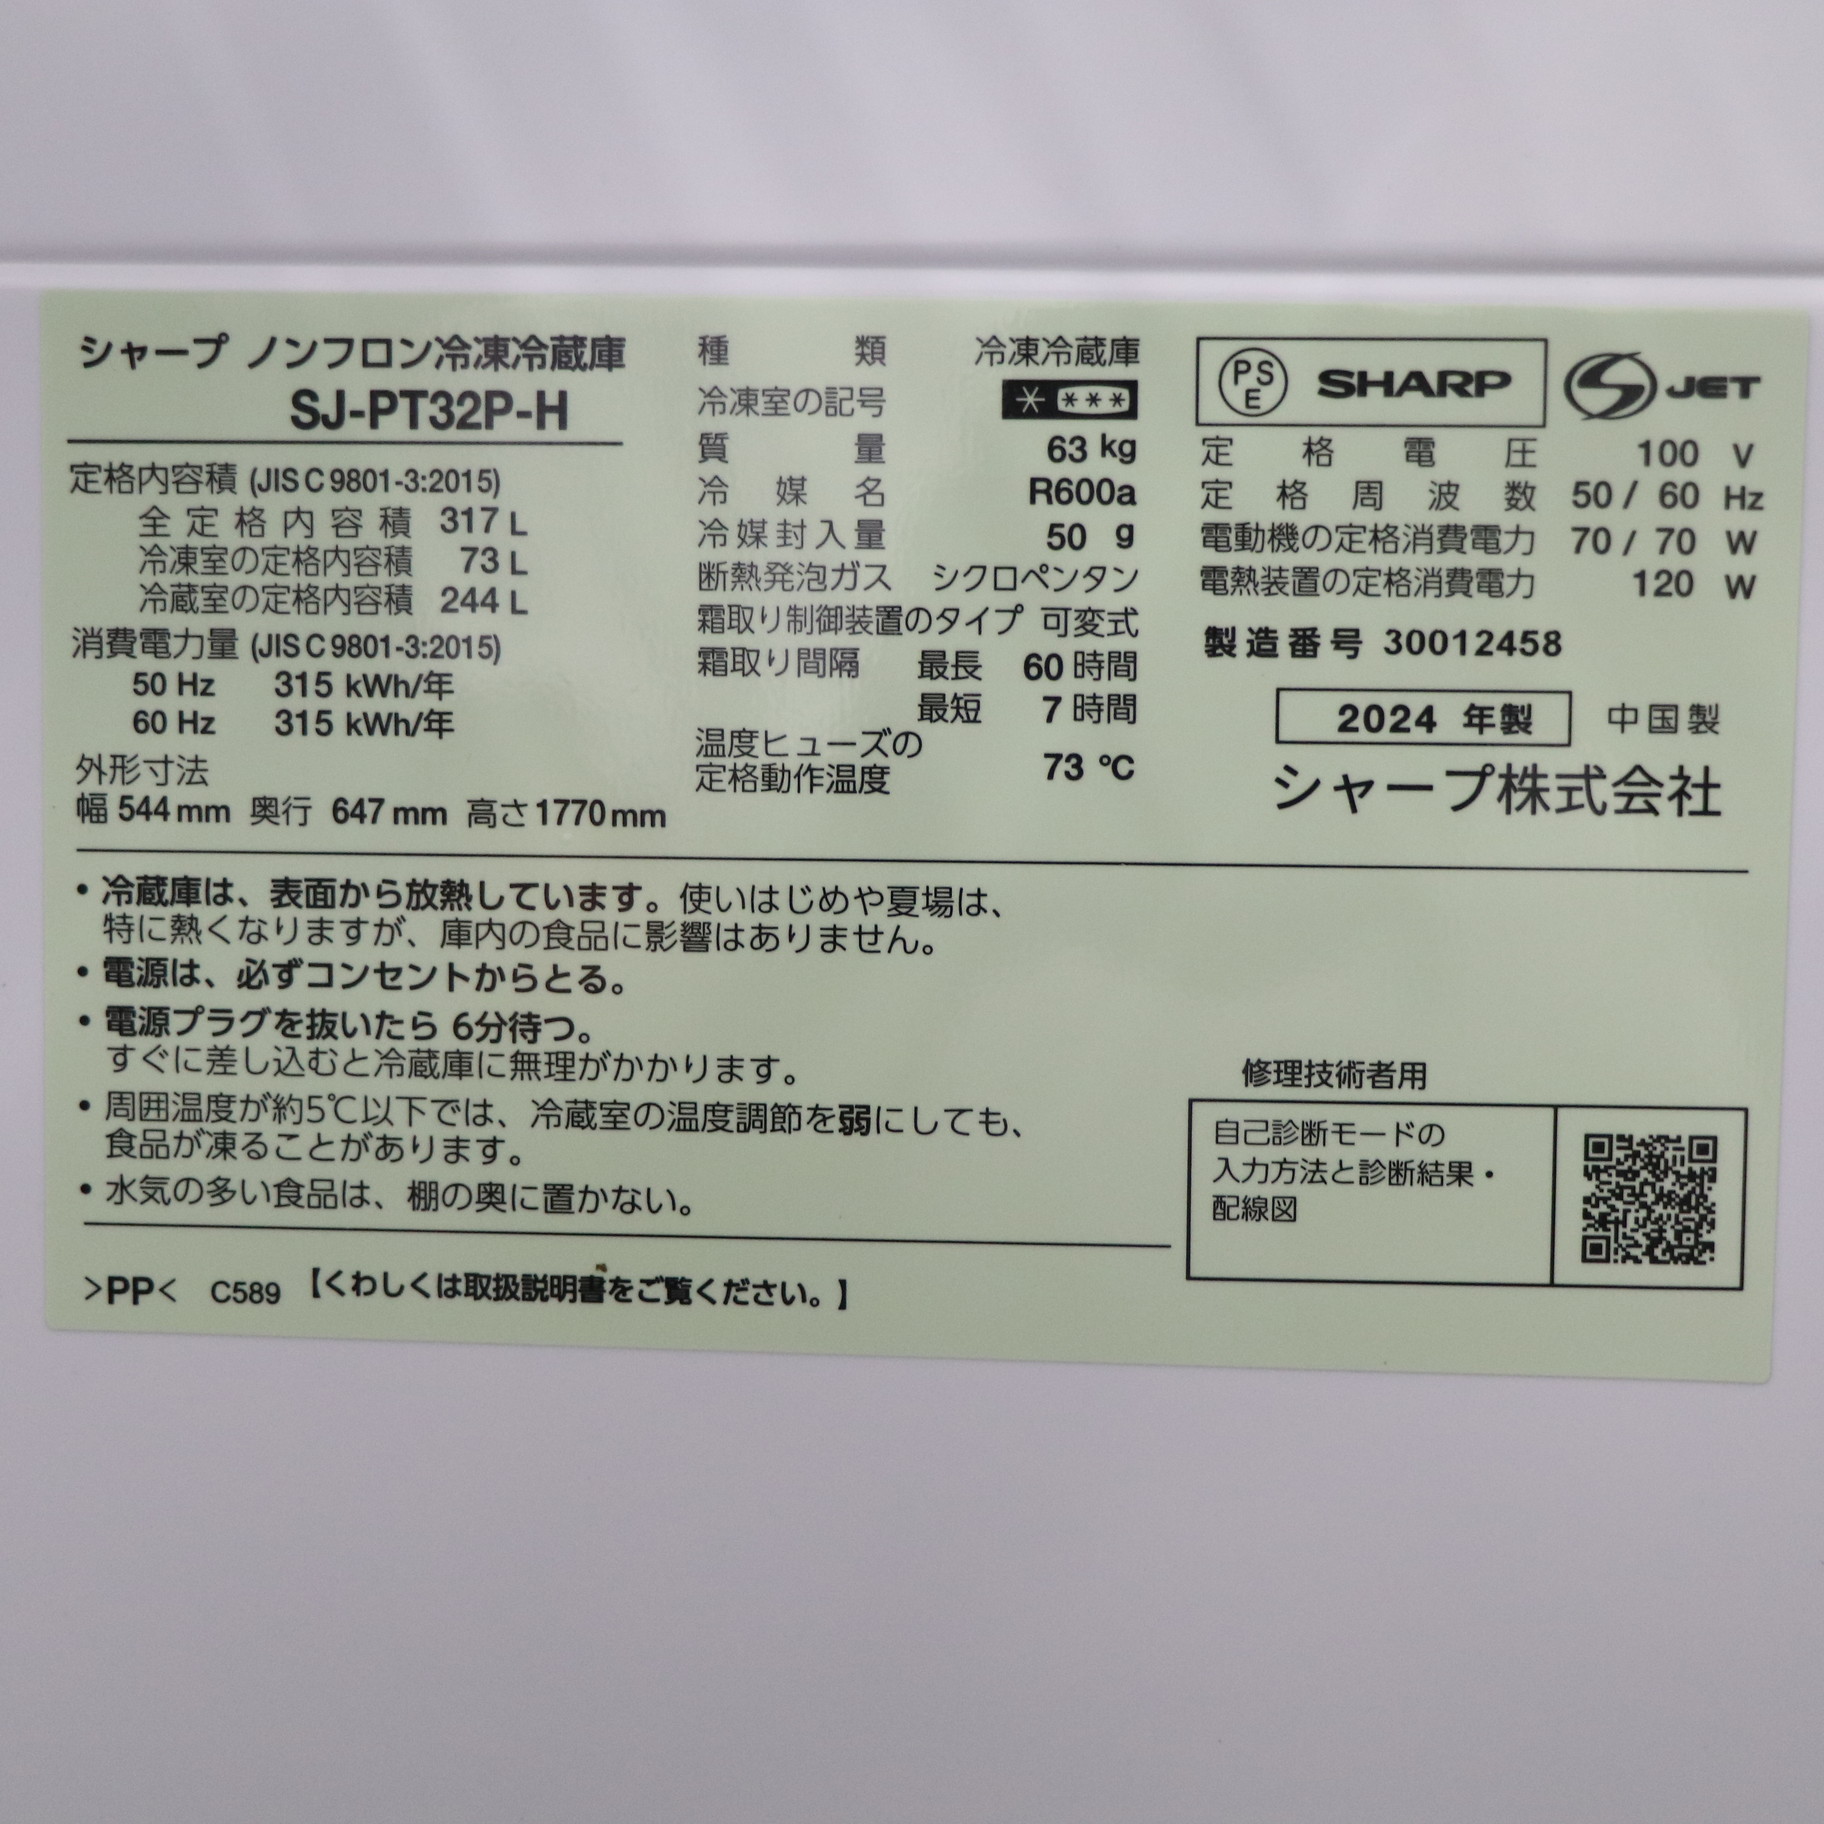 シャープ ノンフロン冷凍冷蔵庫
SJ-PT32P-H
定格内容積 (JIS C 9801-3:2015)
全定格内容積 317 L
冷凍室の定格内容積 73 L
冷蔵室の定格内容積 244 L
消費電力量 (JIS C 9801-3:2015)
50 Hz 315 kWh/年
60 Hz 315 kWh/年
外形寸法
幅 544 mm 奥行 647 mm 高さ 1770 mm
種類 冷凍冷蔵庫
冷凍室の記号 * ***
質量 63 kg
冷媒名 R600a
冷媒封入量 50 g
断熱発泡ガス シクロペンタン
霜取り制御装置のタイプ 可変式
霜取り間隔 最長 60 時間
最短 7 時間
温度ヒューズの
定格動作温度 73 ℃
PSE SHARP JET
定格電圧 100 V
定格周波数 50 / 60 Hz
電動機の定格消費電力 70 / 70 W
電熱装置の定格消費電力 120 W
製造番号 30012458
2024 年製 中国製
シャープ株式会社
• 冷蔵庫は、表面から放熱しています。使いはじめや夏場は、
特に熱くなりますが、庫内の食品に影響はありません。
• 電源は、必ずコンセントからとる。
• 電源プラグを抜いたら 6分待つ。
すぐに差し込むと冷蔵庫に無理がかかります。
• 周囲温度が約5℃以下では、冷蔵室の温度調節を弱にしても、
食品が凍ることがあります。
• 水気の多い食品は、棚の奥に置かない。
>PP< C589 【くわしくは取扱説明書をご覧ください。】
修理技術者用
自己診断モードの
入力方法と診断結果・
配線図